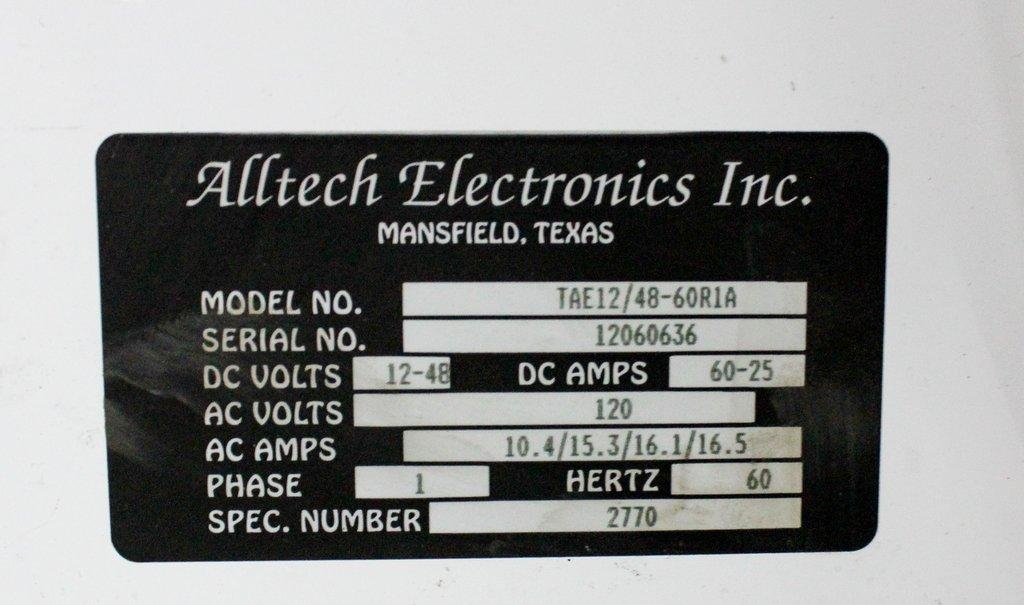 Alltech Electronics Inc.
MANSFIELD, TEXAS
MODEL NO. TAE12/48-60R1A
SERIAL NO. 12060636
DC VOLTS 12-48 DC AMPS 60-25
AC VOLTS 120
AC AMPS 10.4/15.3/16.1/16.5
PHASE 1 HERTZ 60
SPEC. NUMBER 2770